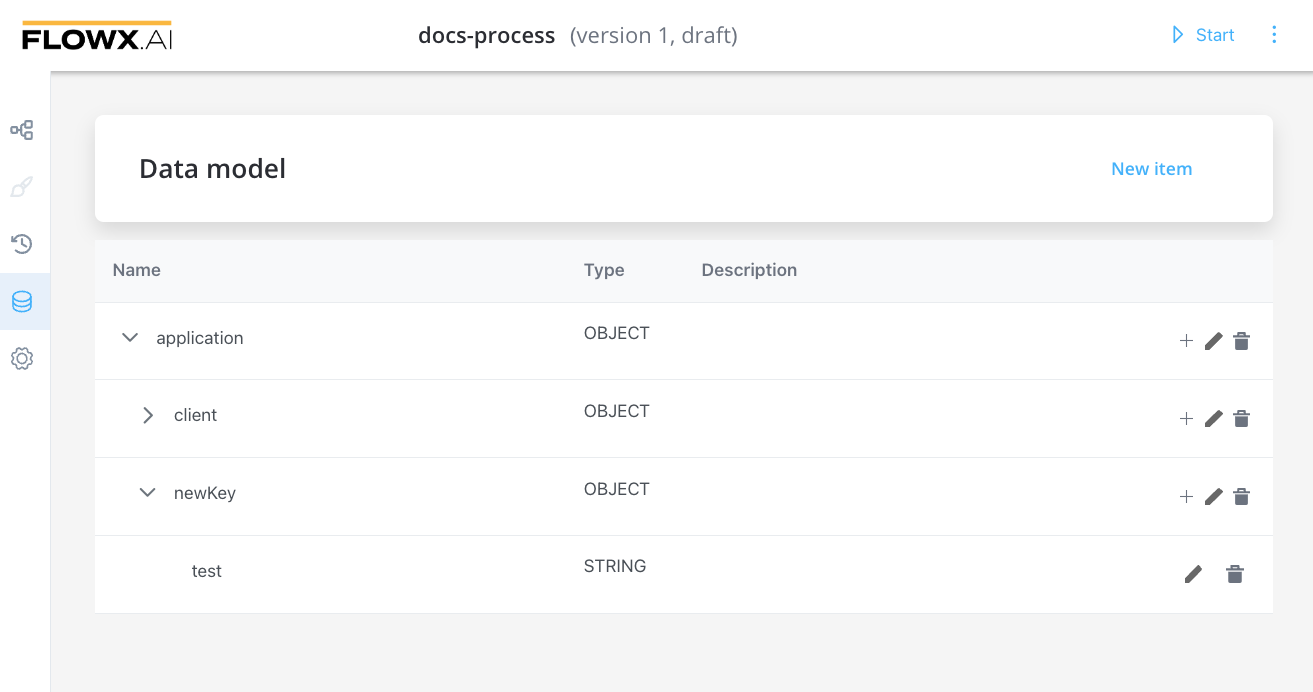 FLOWX.AI docs-process (version 1, draft) Start
Data model New item
Name Type Description
application OBJECT
client OBJECT
newKey OBJECT
test STRING